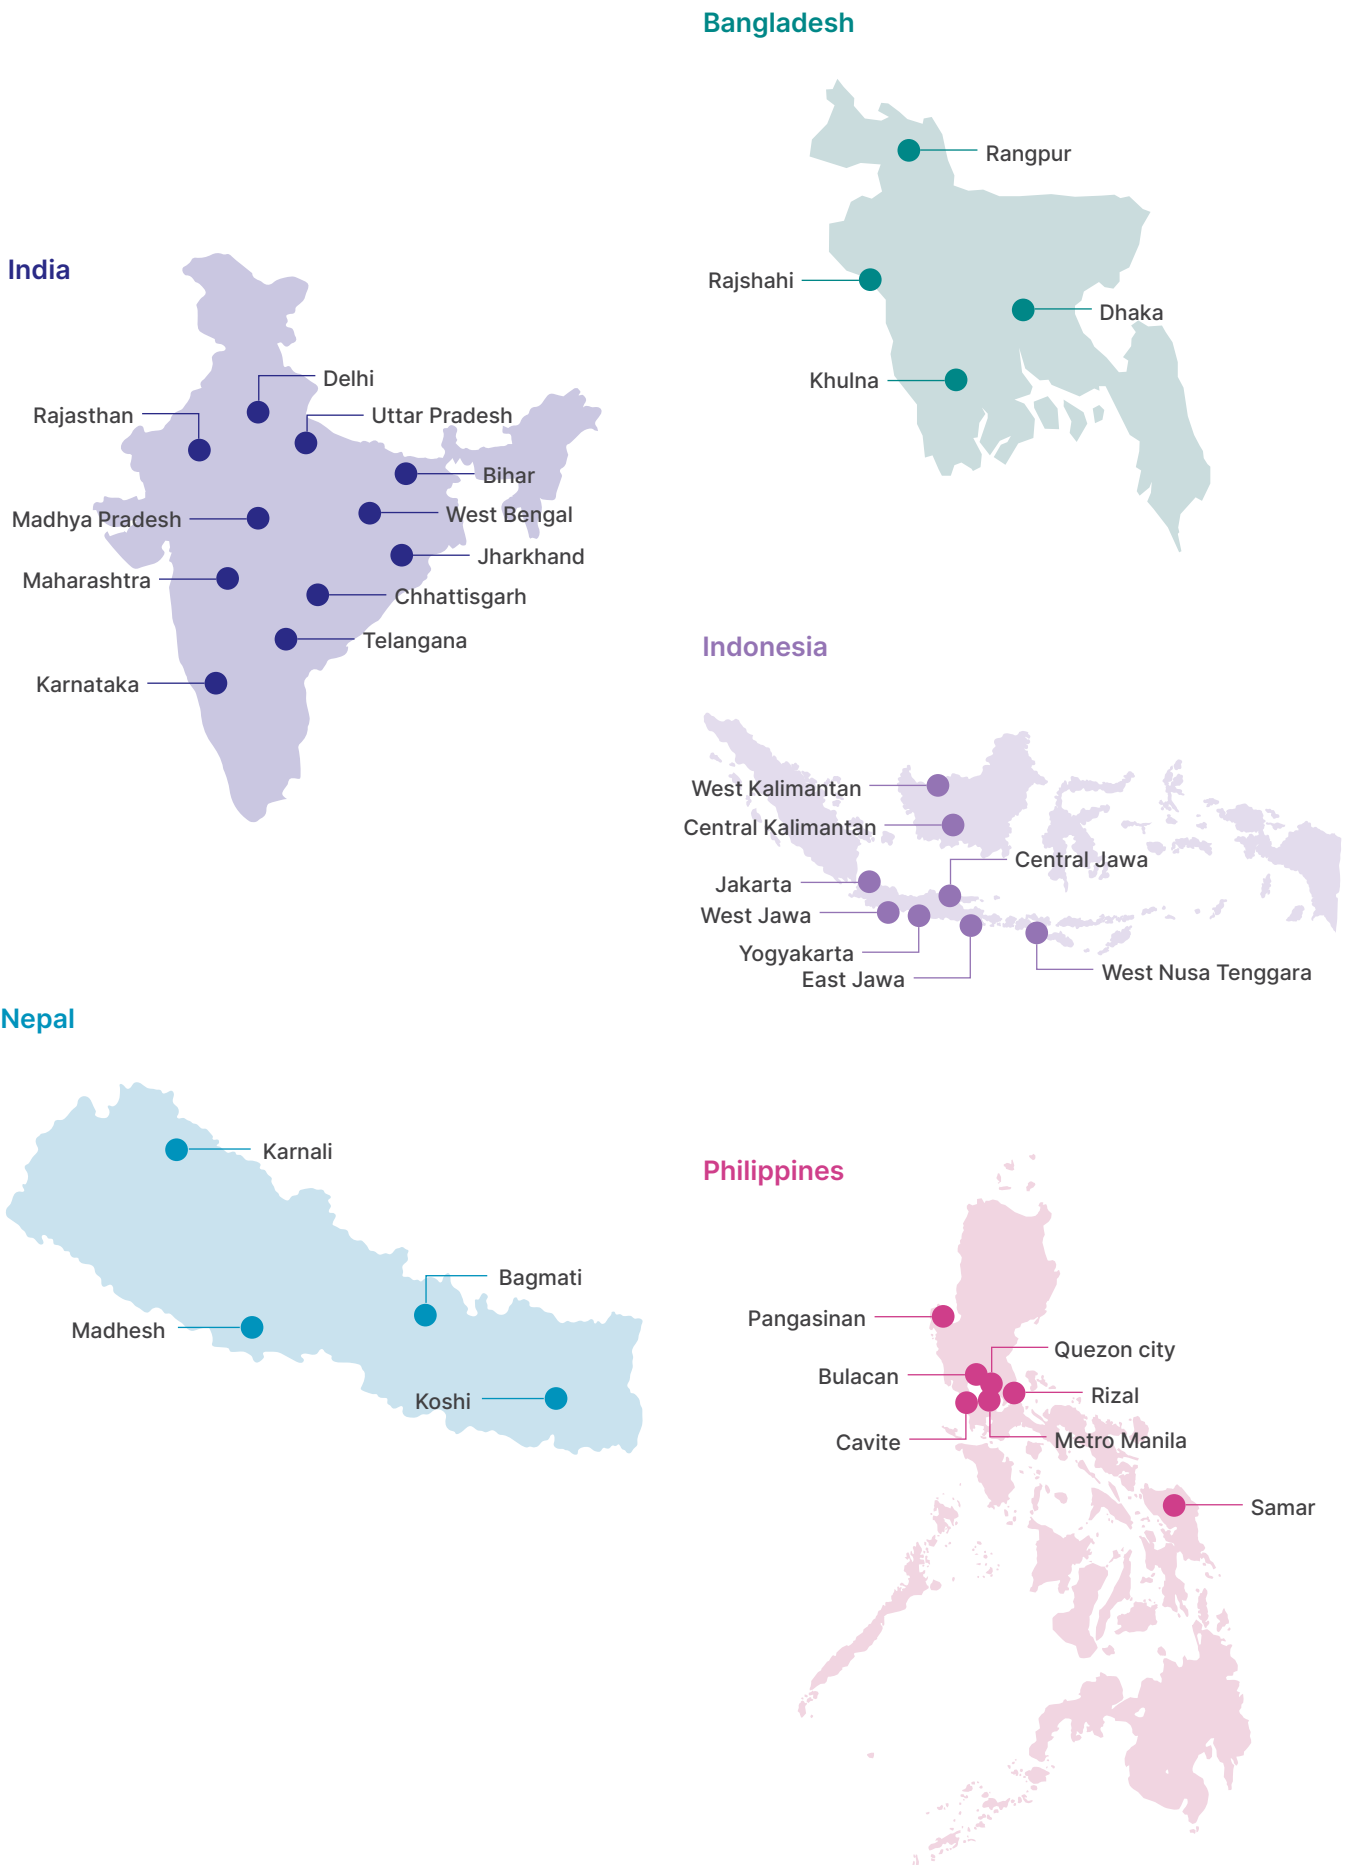 Bangladesh
Rangpur
Rajshahi
Dhaka
Khulna
India
Delhi
Rajasthan
Uttar Pradesh
Bihar
Madhya Pradesh
West Bengal
Jharkhand
Maharashtra
Chhattisgarh
Telangana
Karnataka
Indonesia
West Kalimantan
Central Kalimantan
Central Jawa
Jakarta
West Jawa
Yogyakarta
East Jawa
West Nusa Tenggara
Nepal
Karnali
Bagmati
Madhesh
Koshi
Philippines
Pangasinan
Quezon city
Bulacan
Rizal
Cavite
Metro Manila
Samar